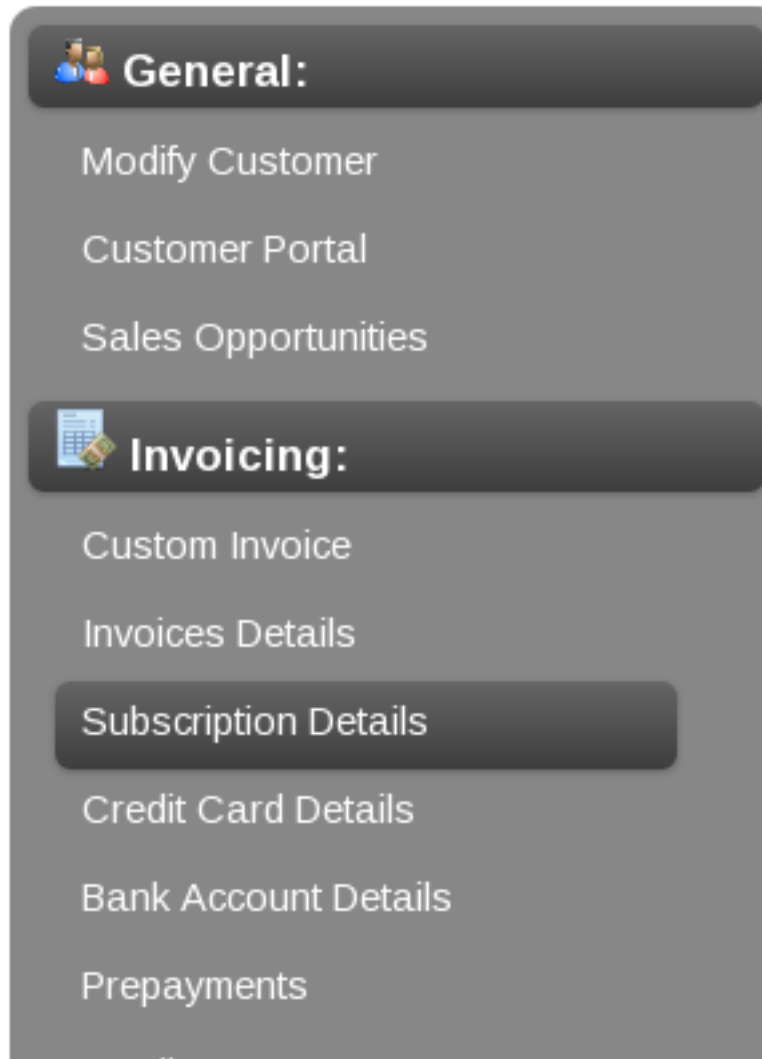 General:
Modify Customer
Customer Portal
Sales Opportunities
Invoicing:
Custom Invoice
Invoices Details
Subscription Details
Credit Card Details
Bank Account Details
Prepayments